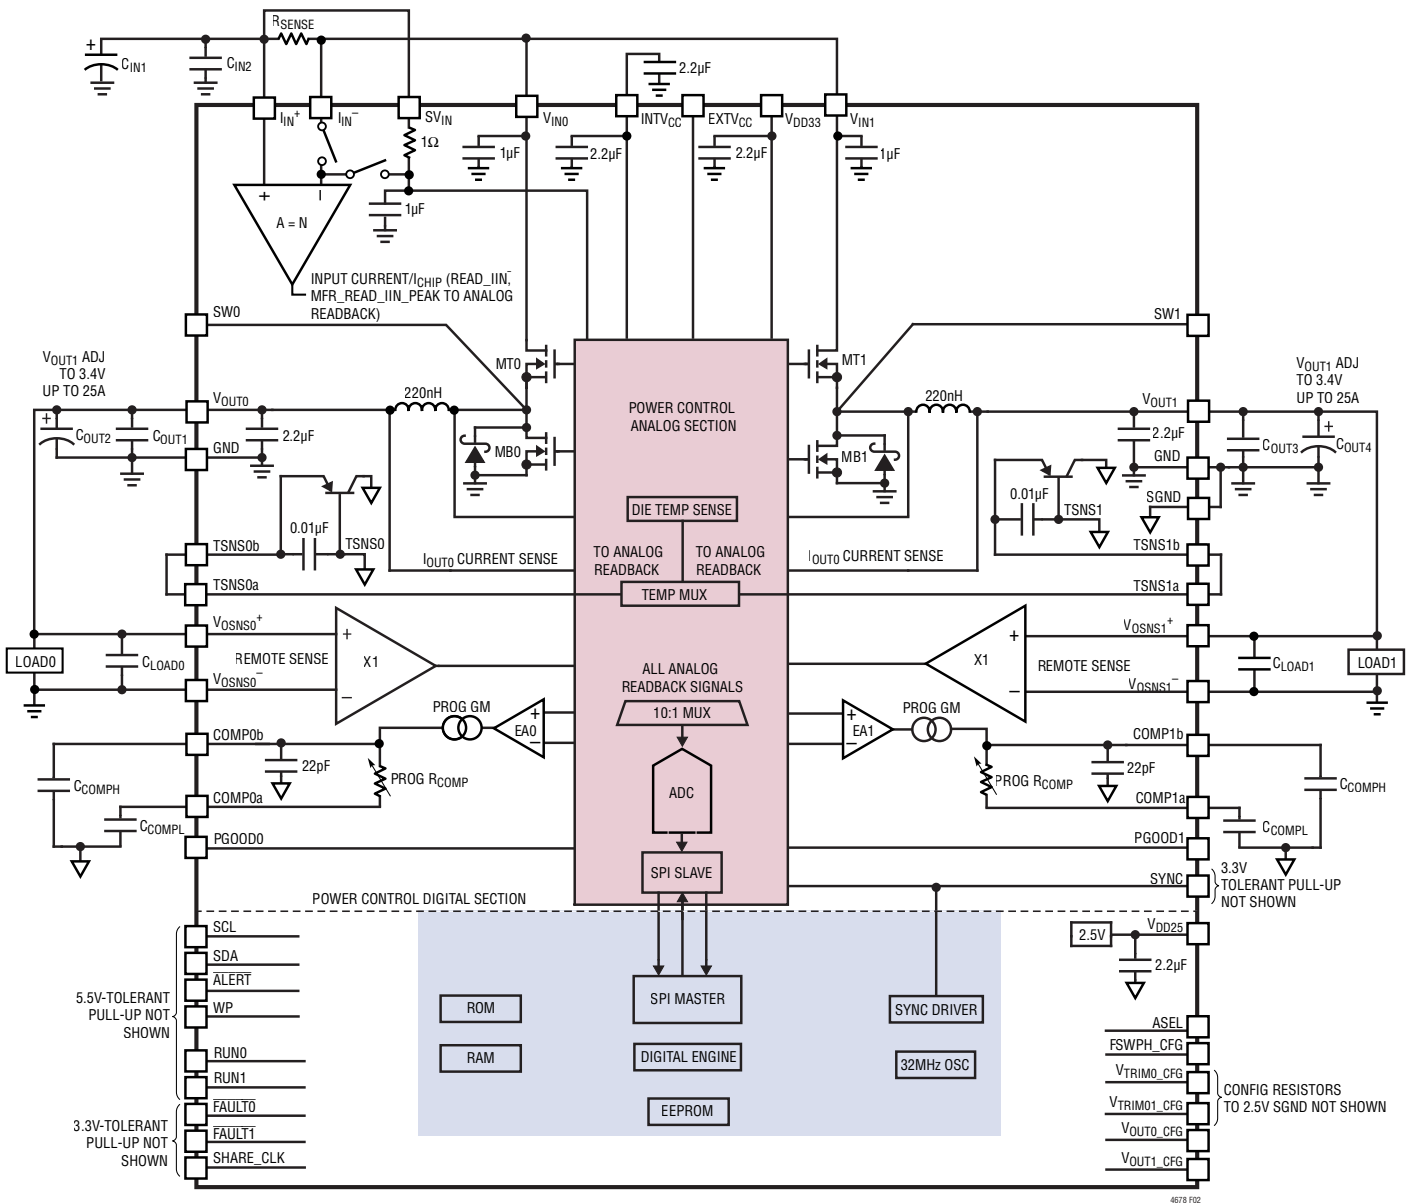 RSENSE
+
CIN1
CIN2
2.2µF
IIN+
IIN−
SVIN
VIN0
INTVCC
EXTVCC
VDD33
VIN1
1Ω
1µF
2.2µF
2.2µF
1µF
+
−
1µF
A = N
INPUT CURRENT/ICHIP (READ_IIN,
MFR_READ_IIN_PEAK TO ANALOG
READBACK)
SW0
SW1
MT0
MT1
VOUT1 ADJ
TO 3.4V
UP TO 25A
VOUT1 ADJ
TO 3.4V
UP TO 25A
VOUT0
220nH
220nH
VOUT1
POWER CONTROL
ANALOG SECTION
+
COUT2
COUT1
2.2µF
GND
MB0
MB1
2.2µF
GND
COUT3
+
COUT4
SGND
DIE TEMP SENSE
0.01µF
TSNS0
0.01µF
TSNS1
TSNS0b
TSNS1b
IOUT0 CURRENT SENSE
TO ANALOG
READBACK
TO ANALOG
READBACK
IOUT0 CURRENT SENSE
TSNS0a
TEMP MUX
TSNS1a
VOSNS0+
VOSNS1+
+
X1
−
+
X1
−
LOAD0
CLOAD0
REMOTE SENSE
REMOTE SENSE
CLOAD1
LOAD1
VOSNS0−
VOSNS1−
ALL ANALOG
READBACK SIGNALS
10:1 MUX
PROG GM
+
EA0
−
+
EA1
−
PROG GM
COMP0b
COMP1b
22pF
PROG RCOMP
PROG RCOMP
22pF
CCOMPH
CCOMPH
ADC
COMP0a
COMP1a
CCOMPL
CCOMPL
PGOOD0
PGOOD1
SPI SLAVE
SYNC
3.3V
TOLERANT PULL-UP
NOT SHOWN
POWER CONTROL DIGITAL SECTION
SCL
SDA
ALERT
WP
RUN0
RUN1
5.5V-TOLERANT
PULL-UP NOT
SHOWN
FAULT0
FAULT1
SHARE_CLK
3.3V-TOLERANT
PULL-UP NOT
SHOWN
ROM
RAM
SPI MASTER
DIGITAL ENGINE
EEPROM
SYNC DRIVER
32MHz OSC
2.5V
VDD25
2.2µF
ASEL
FSWPH_CFG
VTRIM0_CFG
VTRIM01_CFG
VOUT0_CFG
VOUT1_CFG
CONFIG RESISTORS
TO 2.5V SGND NOT SHOWN
4678 F02